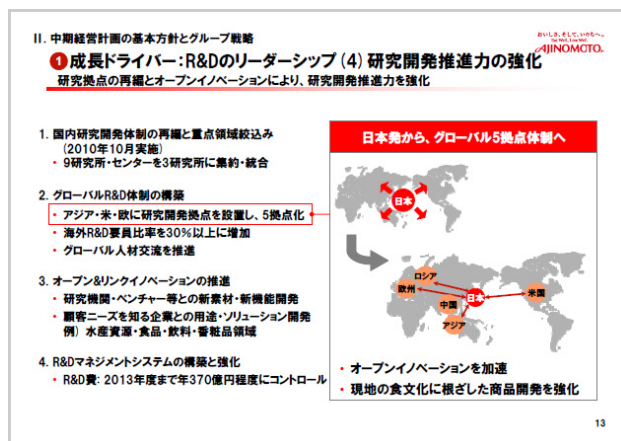 II. 中期経営計画の基本方針とグループ戦略
おいしさ、そして、いのちへ。
Eat Well, Live Well.
AJINOMOTO.
1 成長ドライバー：R&Dのリーダーシップ（4）研究開発推進力の強化
研究拠点の再編とオープンイノベーションにより、研究開発推進力を強化
1. 国内研究開発体制の再編と重点領域絞込み
(2010年10月実施)
・ 9研究所・センターを3研究所に集約・統合
2. グローバルR&D体制の構築
・ アジア・米・欧に研究開発拠点を設置し、5拠点化
・ 海外R&D要員比率を30%以上に増加
・ グローバル人材交流を推進
3. オープン&リンクイノベーションの推進
・ 研究機関・ベンチャー等との新素材・新機能開発
・ 顧客ニーズを知る企業との用途・ソリューション開発
例） 水産資源・食品・飲料・香粧品領域
4. R&Dマネジメントシステムの構築と強化
・ R&D費： 2013年度まで年370億円程度にコントロール
日本発から、グローバル5拠点体制へ
日本
ロシア
欧州
日本
米国
中国
アジア
・ オープンイノベーションを加速
・ 現地の食文化に根ざした商品開発を強化
13